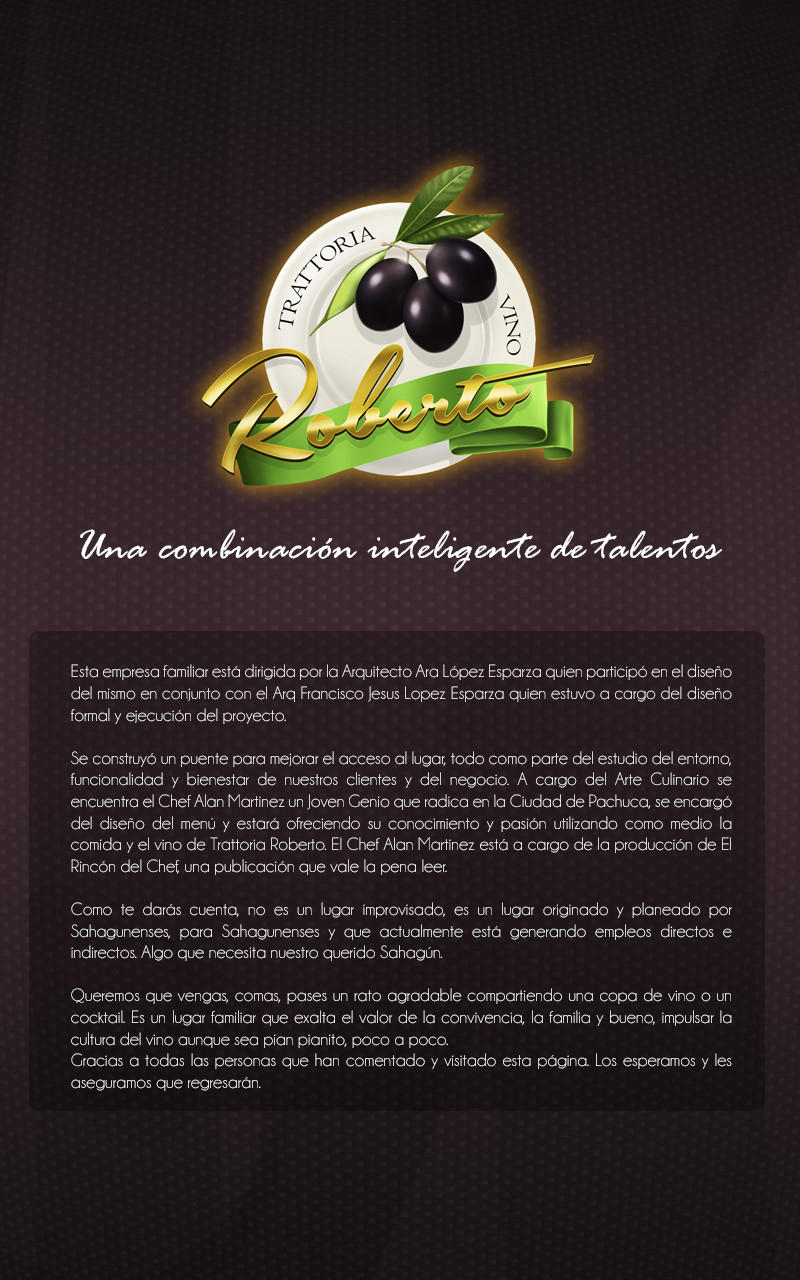 TRATTORIA
VINO
Roberto
Una combinación inteligente de talentos
Esta empresa familiar está dirigida por la Arquitecto Ara López Esparza quien participó en el diseño
del mismo en conjunto con el Arq Francisco Jesus Lopez Esparza quien estuvo a cargo del diseño
formal y ejecución del proyecto.
Se construyó un puente para mejorar el acceso al lugar, todo como parte del estudio del entorno,
funcionalidad y bienestar de nuestros clientes y del negocio. A cargo del Arte Culinario se
encuentra el Chef Alan Martinez un Joven Genio que radica en la Ciudad de Pachuca, se encargó
del diseño del menú y estará ofreciendo su conocimiento y pasión utilizando como medio la
comida y el vino de Trattoria Roberto. El Chef Alan Martinez está a cargo de la producción de El
Rincón del Chef, una publicación que vale la pena leer.
Como te darás cuenta, no es un lugar improvisado, es un lugar originado y planeado por
Sahagunenses, para Sahagunenses y que actualmente está generando empleos directos e
indirectos. Algo que necesita nuestro querido Sahagún.
Queremos que vengas, comas, pases un rato agradable compartiendo una copa de vino o un
cocktail. Es un lugar familiar que exalta el valor de la convivencia, la familia y bueno, impulsar la
cultura del vino aunque sea pian pianito, poco a poco.
Gracias a todas las personas que han comentado y visitado esta página. Los esperamos y les
aseguramos que regresarán.